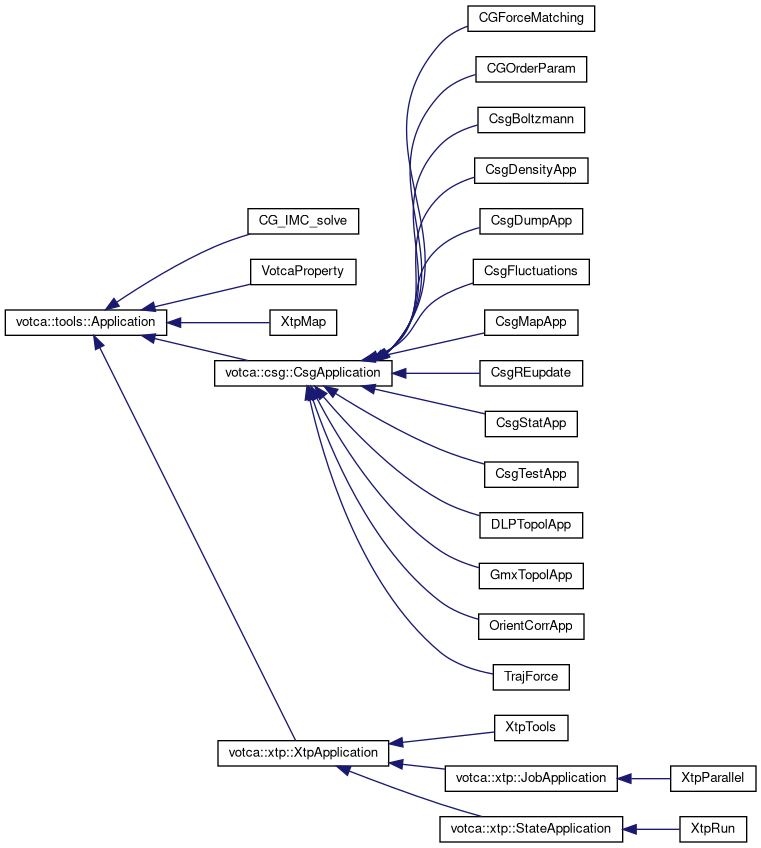 CGForceMatching
CGOrderParam
CsgBoltzmann
CsgDensityApp
CG_IMC_solve
CsgDumpApp
VotcaProperty
CsgFluctuations
votca::tools::Application
XtpMap
CsgMapApp
votca::csg::CsgApplication
CsgREupdate
CsgStatApp
CsgTestApp
DLPTopolApp
GmxTopolApp
OrientCorrApp
TrajForce
XtpTools
votca::xtp::XtpApplication
votca::xtp::JobApplication
XtpParallel
votca::xtp::StateApplication
XtpRun